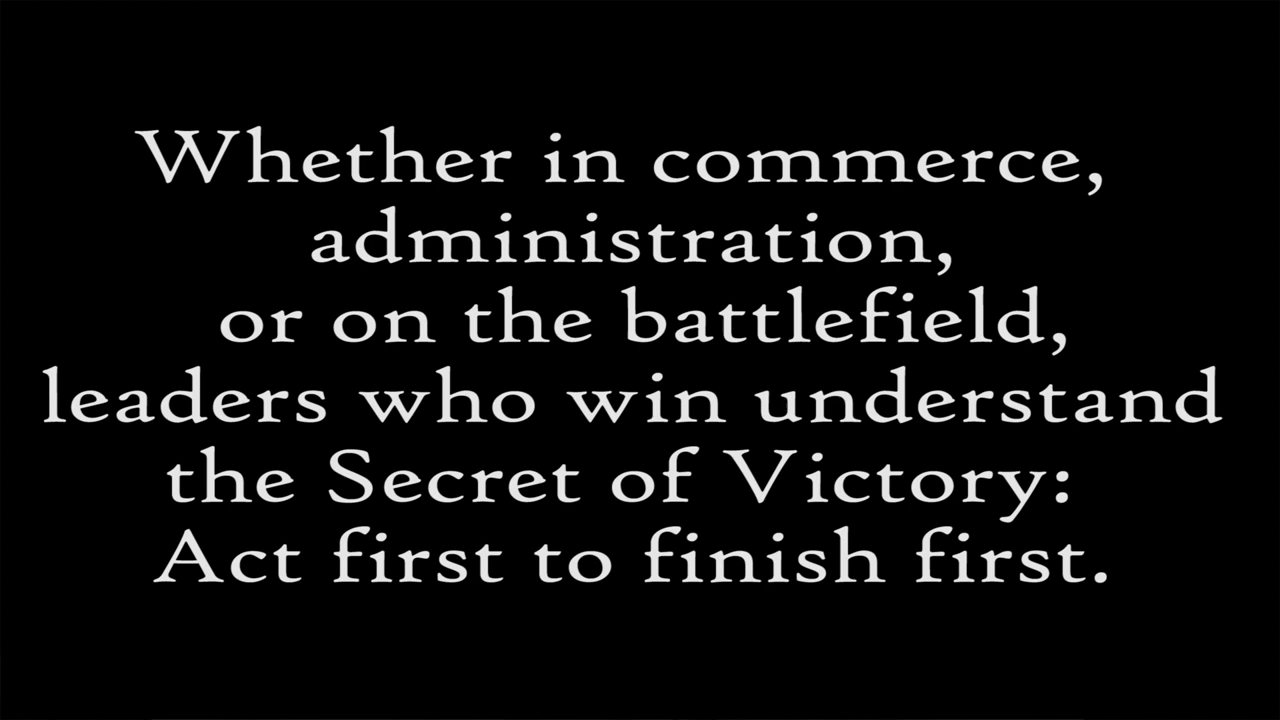 Whether in commerce,
administration,
or on the battlefield,
leaders who win understand
the Secret of Victory:
Act first to finish first.